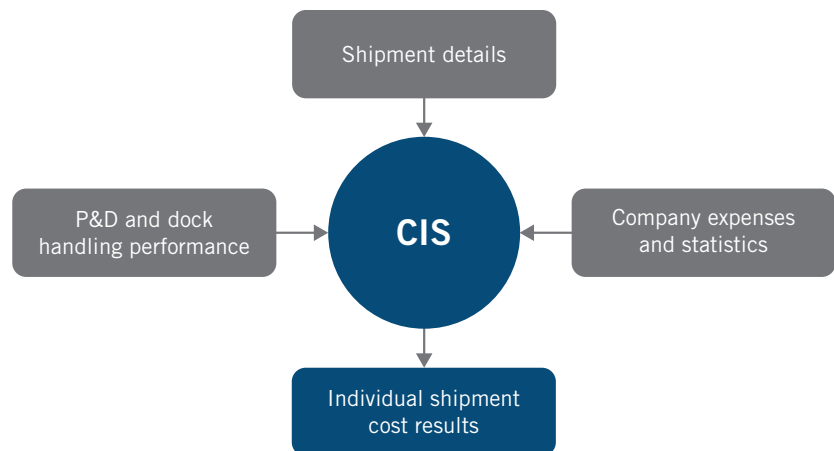 Shipment details
P&D and dock
handling performance
CIS
Company expenses
and statistics
Individual shipment
cost results